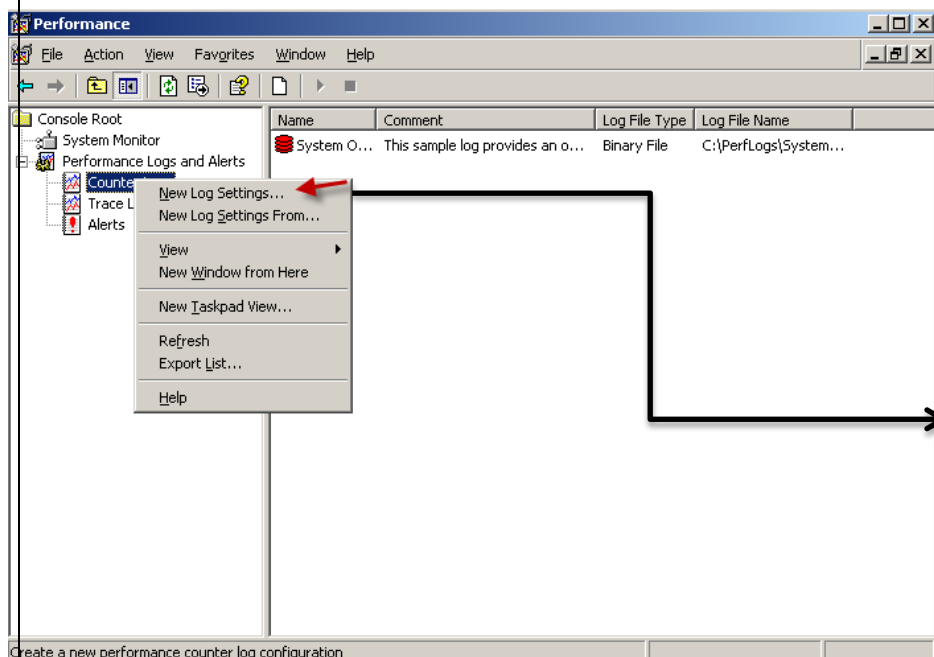 Performance
File Action View Favorites Window Help
Console Root
System Monitor
Performance Logs and Alerts
Trace L
Alerts
Name Comment Log File Type Log File Name
System O... This sample log provides an o... Binary File C:\PerfLogs\System...
New Log Settings...
New Log Settings From...
View
New Window from Here
New Taskpad View...
Refresh
Export List...
Help
Create a new performance counter log configuration